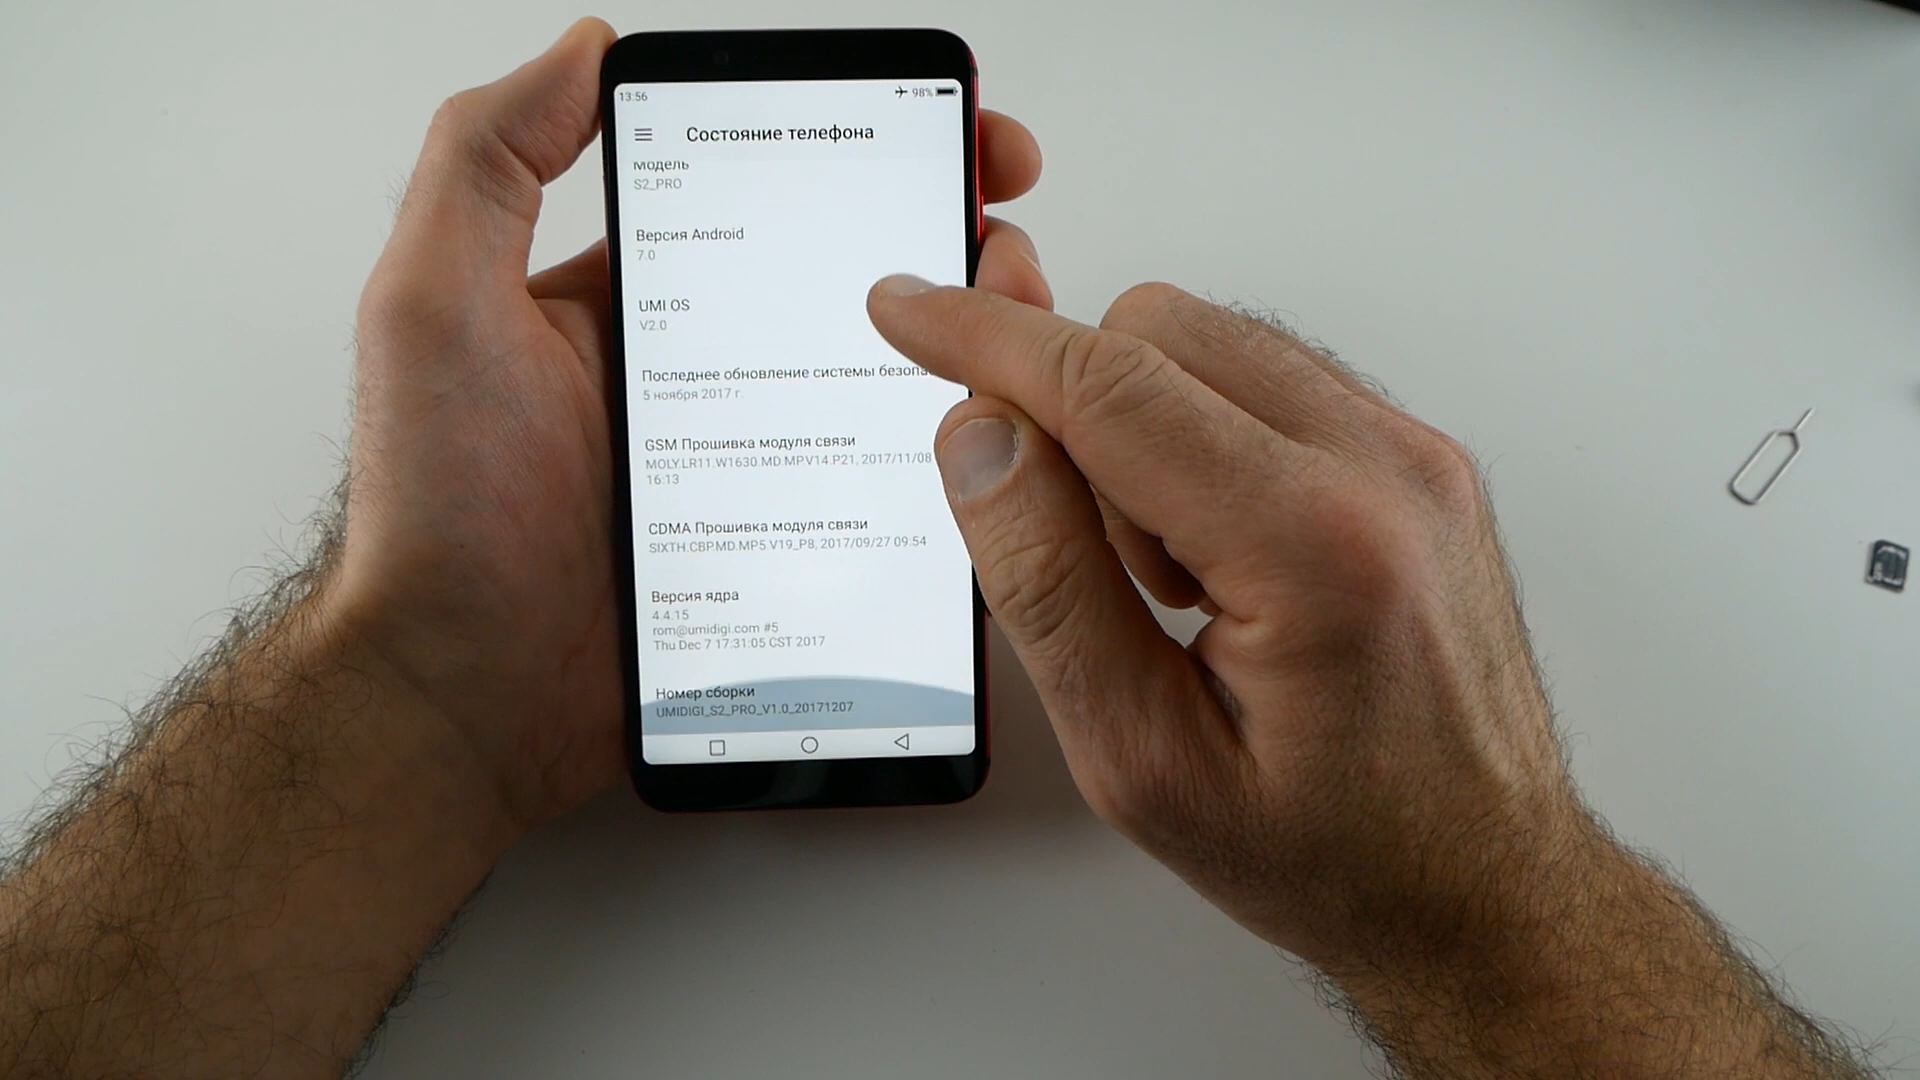 13:56 98%
Состояние телефона
Модель
S2_PRO
Версия Android
7.0
UMI OS
V2.0
Последнее обновление системы
5 ноября 2017 г.
GSM Прошивка модуля связи
MOLY.LR11.W1630.MD.MP.V14.P21, 2017/11/08
16:13
CDMA Прошивка модуля связи
SIXTH.CBP.MD.MP5.V19_P8, 2017/09/27 09:54
Версия ядра
4.4.15
rom@umidigi.com #5
Thu Dec 7 17:31:05 CST 2017
Номер сборки
UMIDIGI_S2_PRO_V1.0_20171207